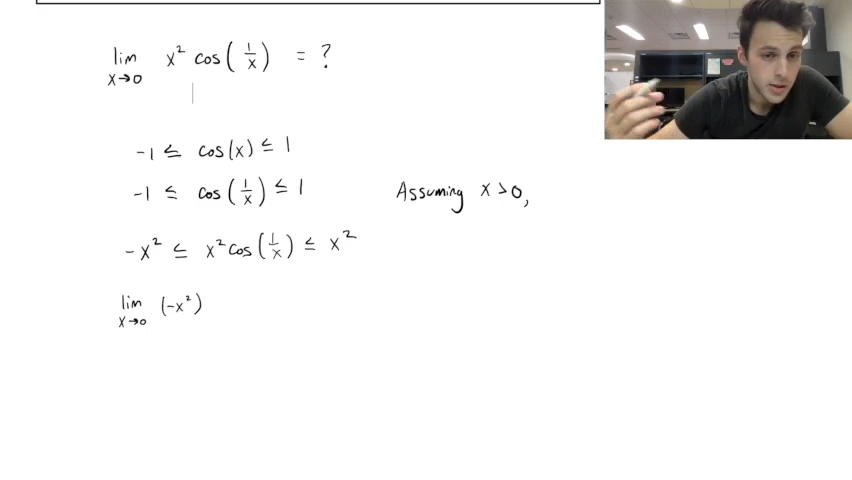 lim x→0 x² cos(1/x) = ?
-1 ≤ cos(x) ≤ 1
-1 ≤ cos(1/x) ≤ 1 Assuming x > 0,
-x² ≤ x² cos(1/x) ≤ x²
lim x→0 (-x²)